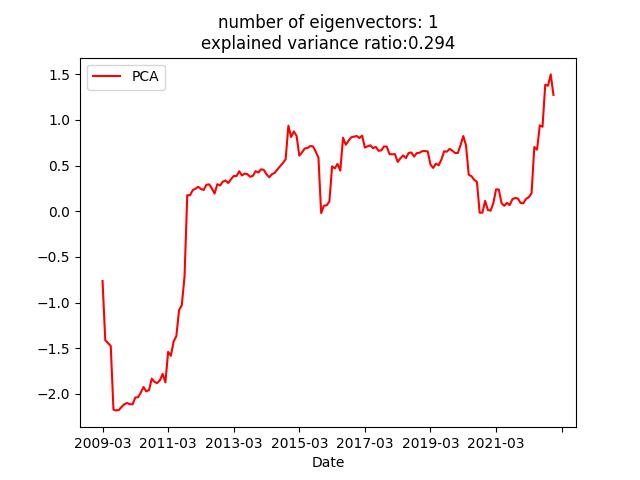 number of eigenvectors: 1
explained variance ratio:0.294
PCA
1.5
1.0
0.5
0.0
−0.5
−1.0
−1.5
−2.0
2009-03 2011-03 2013-03 2015-03 2017-03 2019-03 2021-03
Date